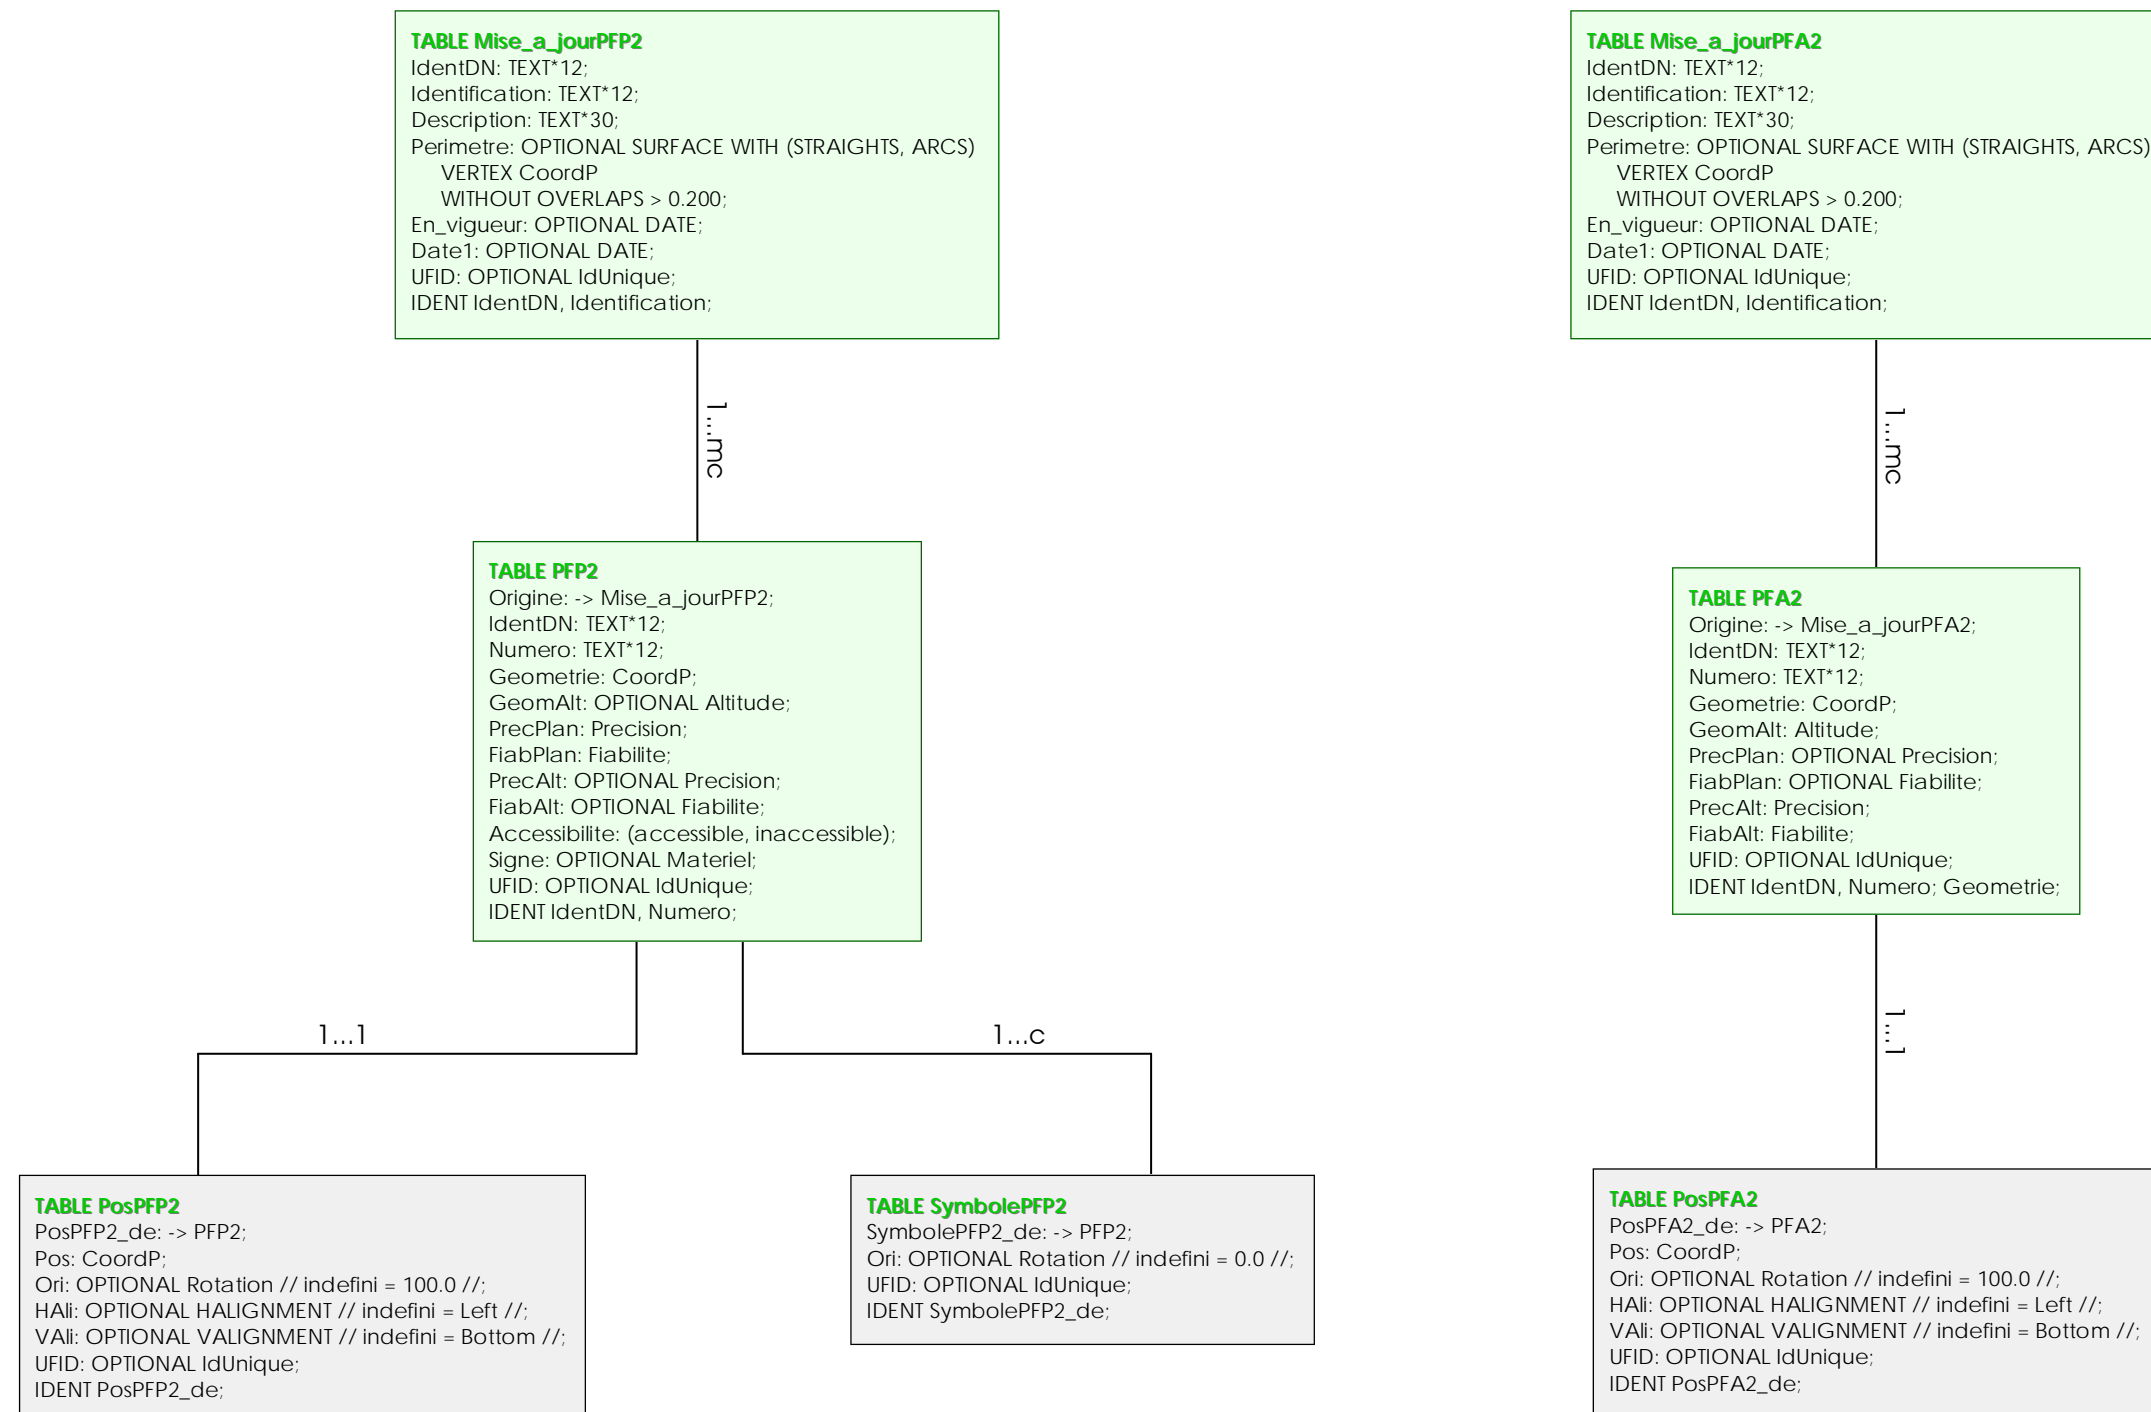 TABLE Mise_a_jourPFP2
IdentDN: TEXT*12;
Identification: TEXT*12;
Description: TEXT*30;
Perimetre: OPTIONAL SURFACE WITH (STRAIGHTS, ARCS)
VERTEX CoordP
WITHOUT OVERLAPS > 0.200;
En_vigueur: OPTIONAL DATE;
Date1: OPTIONAL DATE;
UFID: OPTIONAL IdUnique;
IDENT IdentDN, Identification;
1...mc
TABLE PFP2
Origine: -> Mise_a_jourPFP2;
IdentDN: TEXT*12;
Numero: TEXT*12;
Geometrie: CoordP;
GeomAlt: OPTIONAL Altitude;
PrecPlan: Precision;
FiabPlan: Fiabilite;
PrecAlt: OPTIONAL Precision;
FiabAlt: OPTIONAL Fiabilite;
Accessibilite: (accessible, inaccessible);
Signe: OPTIONAL Materiel;
UFID: OPTIONAL IdUnique;
IDENT IdentDN, Numero;
1...1
1...c
TABLE PosPFP2
PosPFP2_de: -> PFP2;
Pos: CoordP;
Ori: OPTIONAL Rotation // indefini = 100.0 //;
HAli: OPTIONAL HALIGNMENT // indefini = Left //;
VAli: OPTIONAL VALIGNMENT // indefini = Bottom //;
UFID: OPTIONAL IdUnique;
IDENT PosPFP2_de;
TABLE SymbolePFP2
SymbolePFP2_de: -> PFP2;
Ori: OPTIONAL Rotation // indefini = 0.0 //;
UFID: OPTIONAL IdUnique;
IDENT SymbolePFP2_de;
TABLE Mise_a_jourPFA2
IdentDN: TEXT*12;
Identification: TEXT*12;
Description: TEXT*30;
Perimetre: OPTIONAL SURFACE WITH (STRAIGHTS, ARCS)
VERTEX CoordP
WITHOUT OVERLAPS > 0.200;
En_vigueur: OPTIONAL DATE;
Date1: OPTIONAL DATE;
UFID: OPTIONAL IdUnique;
IDENT IdentDN, Identification;
1...mc
TABLE PFA2
Origine: -> Mise_a_jourPFA2;
IdentDN: TEXT*12;
Numero: TEXT*12;
Geometrie: CoordP;
GeomAlt: Altitude;
PrecPlan: OPTIONAL Precision;
FiabPlan: OPTIONAL Fiabilite;
PrecAlt: Precision;
FiabAlt: Fiabilite;
UFID: OPTIONAL IdUnique;
IDENT IdentDN, Numero; Geometrie;
1...1
TABLE PosPFA2
PosPFA2_de: -> PFA2;
Pos: CoordP;
Ori: OPTIONAL Rotation // indefini = 100.0 //;
HAli: OPTIONAL HALIGNMENT // indefini = Left //;
VAli: OPTIONAL VALIGNMENT // indefini = Bottom //;
UFID: OPTIONAL IdUnique;
IDENT PosPFA2_de;